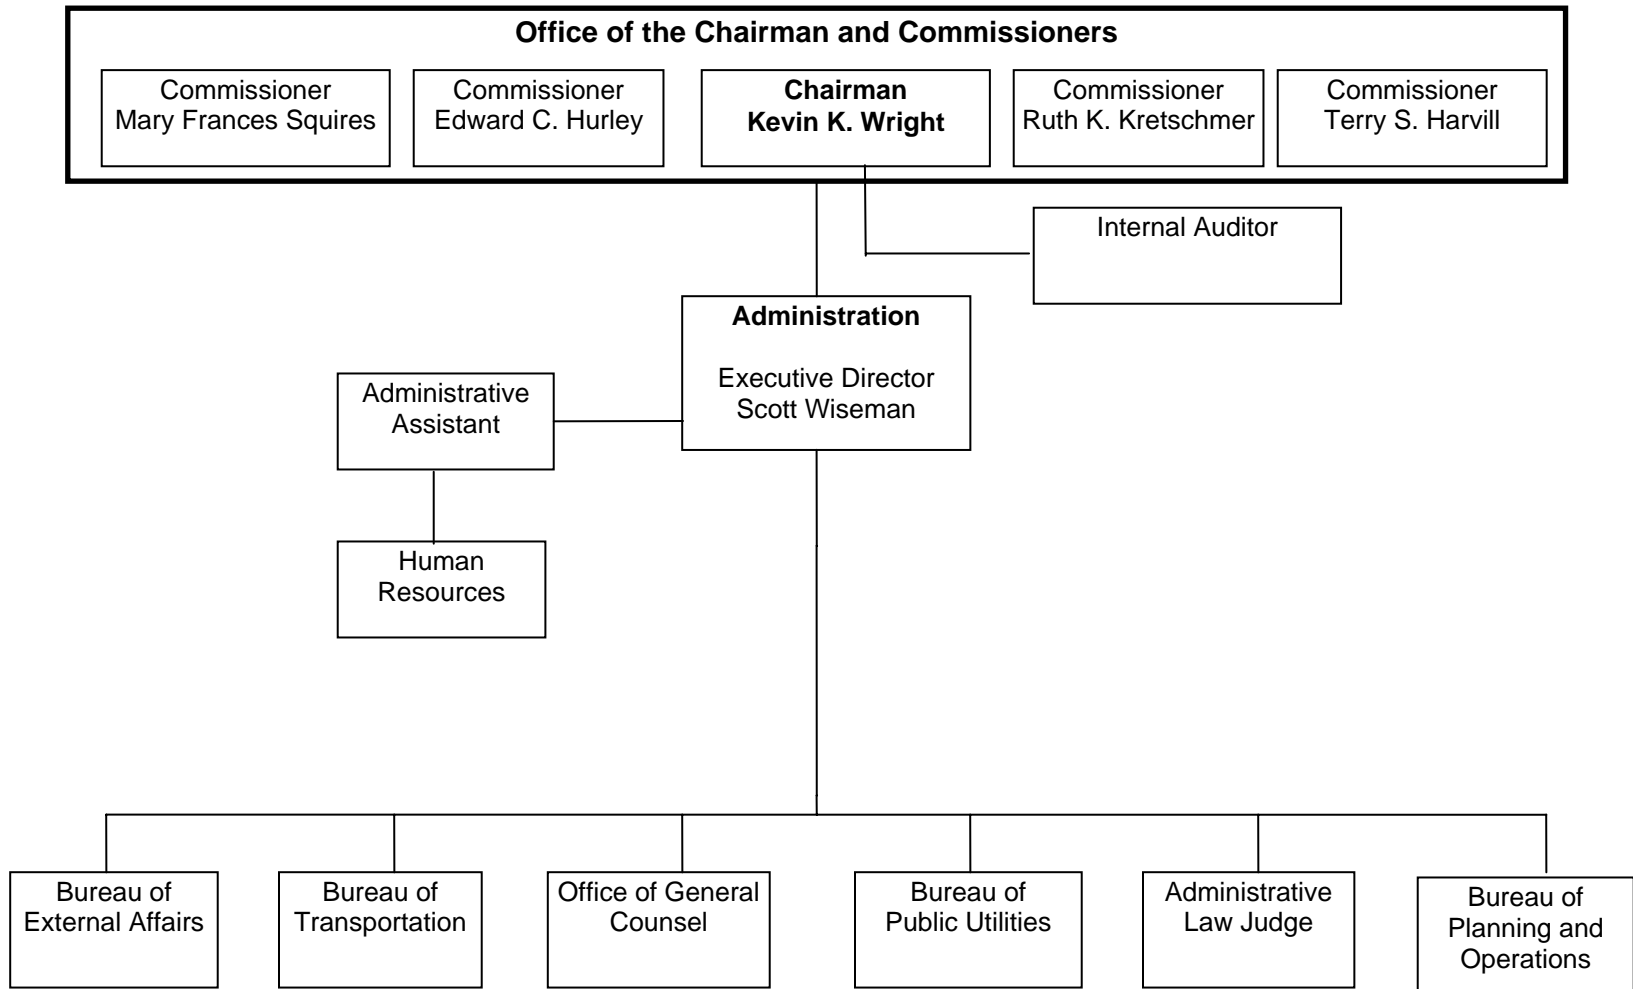 Office of the Chairman and Commissioners
Commissioner
Mary Frances Squires
Commissioner
Edward C. Hurley
Chairman
Kevin K. Wright
Commissioner
Ruth K. Kretschmer
Commissioner
Terry S. Harvill
Internal Auditor
Administration
Executive Director
Scott Wiseman
Administrative
Assistant
Human
Resources
Bureau of
External Affairs
Bureau of
Transportation
Office of General
Counsel
Bureau of
Public Utilities
Administrative
Law Judge
Bureau of
Planning and
Operations